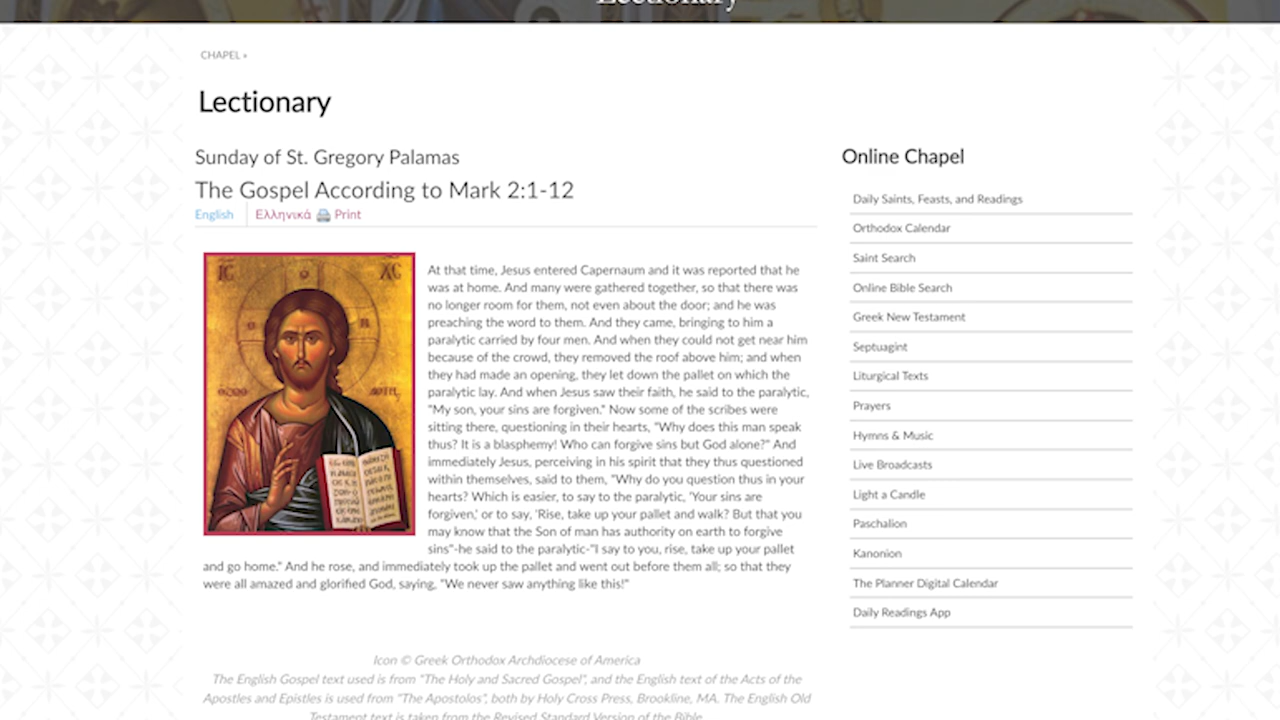 Lectionary
CHAPEL »
Lectionary
Sunday of St. Gregory Palamas
The Gospel According to Mark 2:1-12
English Ελληνικά Print
IC XC
At that time, Jesus entered Capernaum and it was reported that he
was at home. And many were gathered together, so that there was
no longer room for them, not even about the door; and he was
preaching the word to them. And they came, bringing to him a
paralytic carried by four men. And when they could not get near him
because of the crowd, they removed the roof above him; and when
they had made an opening, they let down the pallet on which the
paralytic lay. And when Jesus saw their faith, he said to the paralytic,
"My son, your sins are forgiven." Now some of the scribes were
sitting there, questioning in their hearts, "Why does this man speak
thus? It is a blasphemy! Who can forgive sins but God alone?" And
immediately Jesus, perceiving in his spirit that they thus questioned
within themselves, said to them, "Why do you question thus in your
hearts? Which is easier, to say to the paralytic, 'Your sins are
forgiven,' or to say, 'Rise, take up your pallet and walk? But that you
may know that the Son of man has authority on earth to forgive
sins"-he said to the paralytic-"I say to you, rise, take up your pallet
and go home." And he rose, and immediately took up the pallet and went out before them all; so that they
were all amazed and glorified God, saying, "We never saw anything like this!"
Icon © Greek Orthodox Archdiocese of America
The English Gospel text used is from "The Holy and Sacred Gospel", and the English text of the Acts of the
Apostles and Epistles is used from "The Apostolos", both by Holy Cross Press, Brookline, MA. The English Old
Testament text is taken from the Revised Standard Version of the Bible.
Online Chapel
Daily Saints, Feasts, and Readings
Orthodox Calendar
Saint Search
Online Bible Search
Greek New Testament
Septuagint
Liturgical Texts
Prayers
Hymns & Music
Live Broadcasts
Light a Candle
Paschalion
Kanonion
The Planner Digital Calendar
Daily Readings App